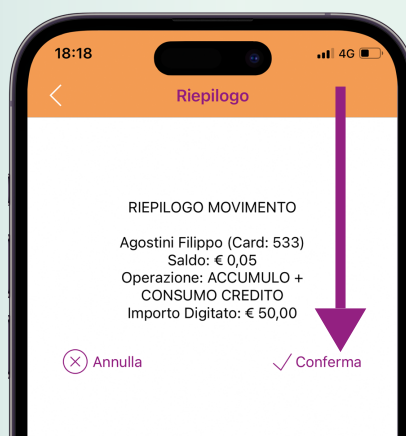 18:18
4G
Riepilogo
RIEPILOGO MOVIMENTO
Agostini Filippo (Card: 533)
Saldo: € 0,05
Operazione: ACCUMULO +
CONSUMO CREDITO
Importo Digitato: € 50,00
Annulla
Conferma